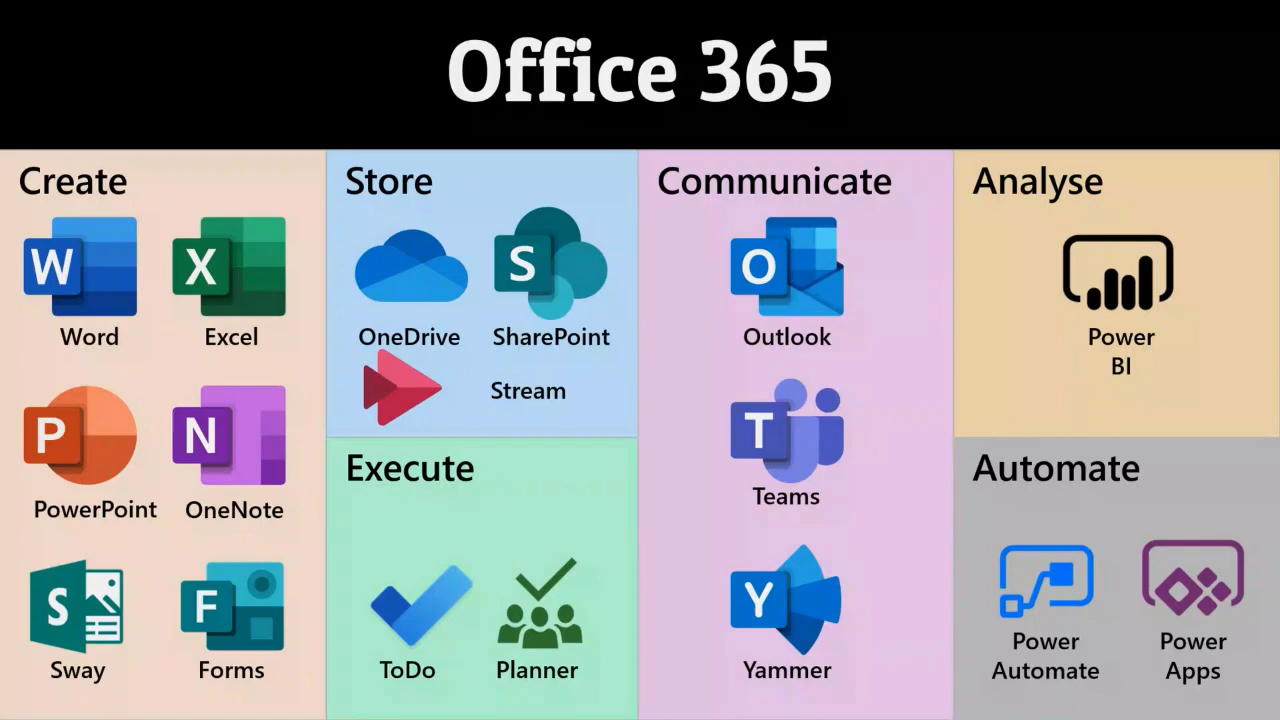 Office 365
Create
W
X
Word
Excel
P
N
PowerPoint
OneNote
S
F
Sway
Forms
Store
S
OneDrive
SharePoint
Stream
Execute
ToDo
Planner
Communicate
O
Outlook
T
Teams
Y
Yammer
Analyse
Power
BI
Automate
Power
Automate
Power
Apps